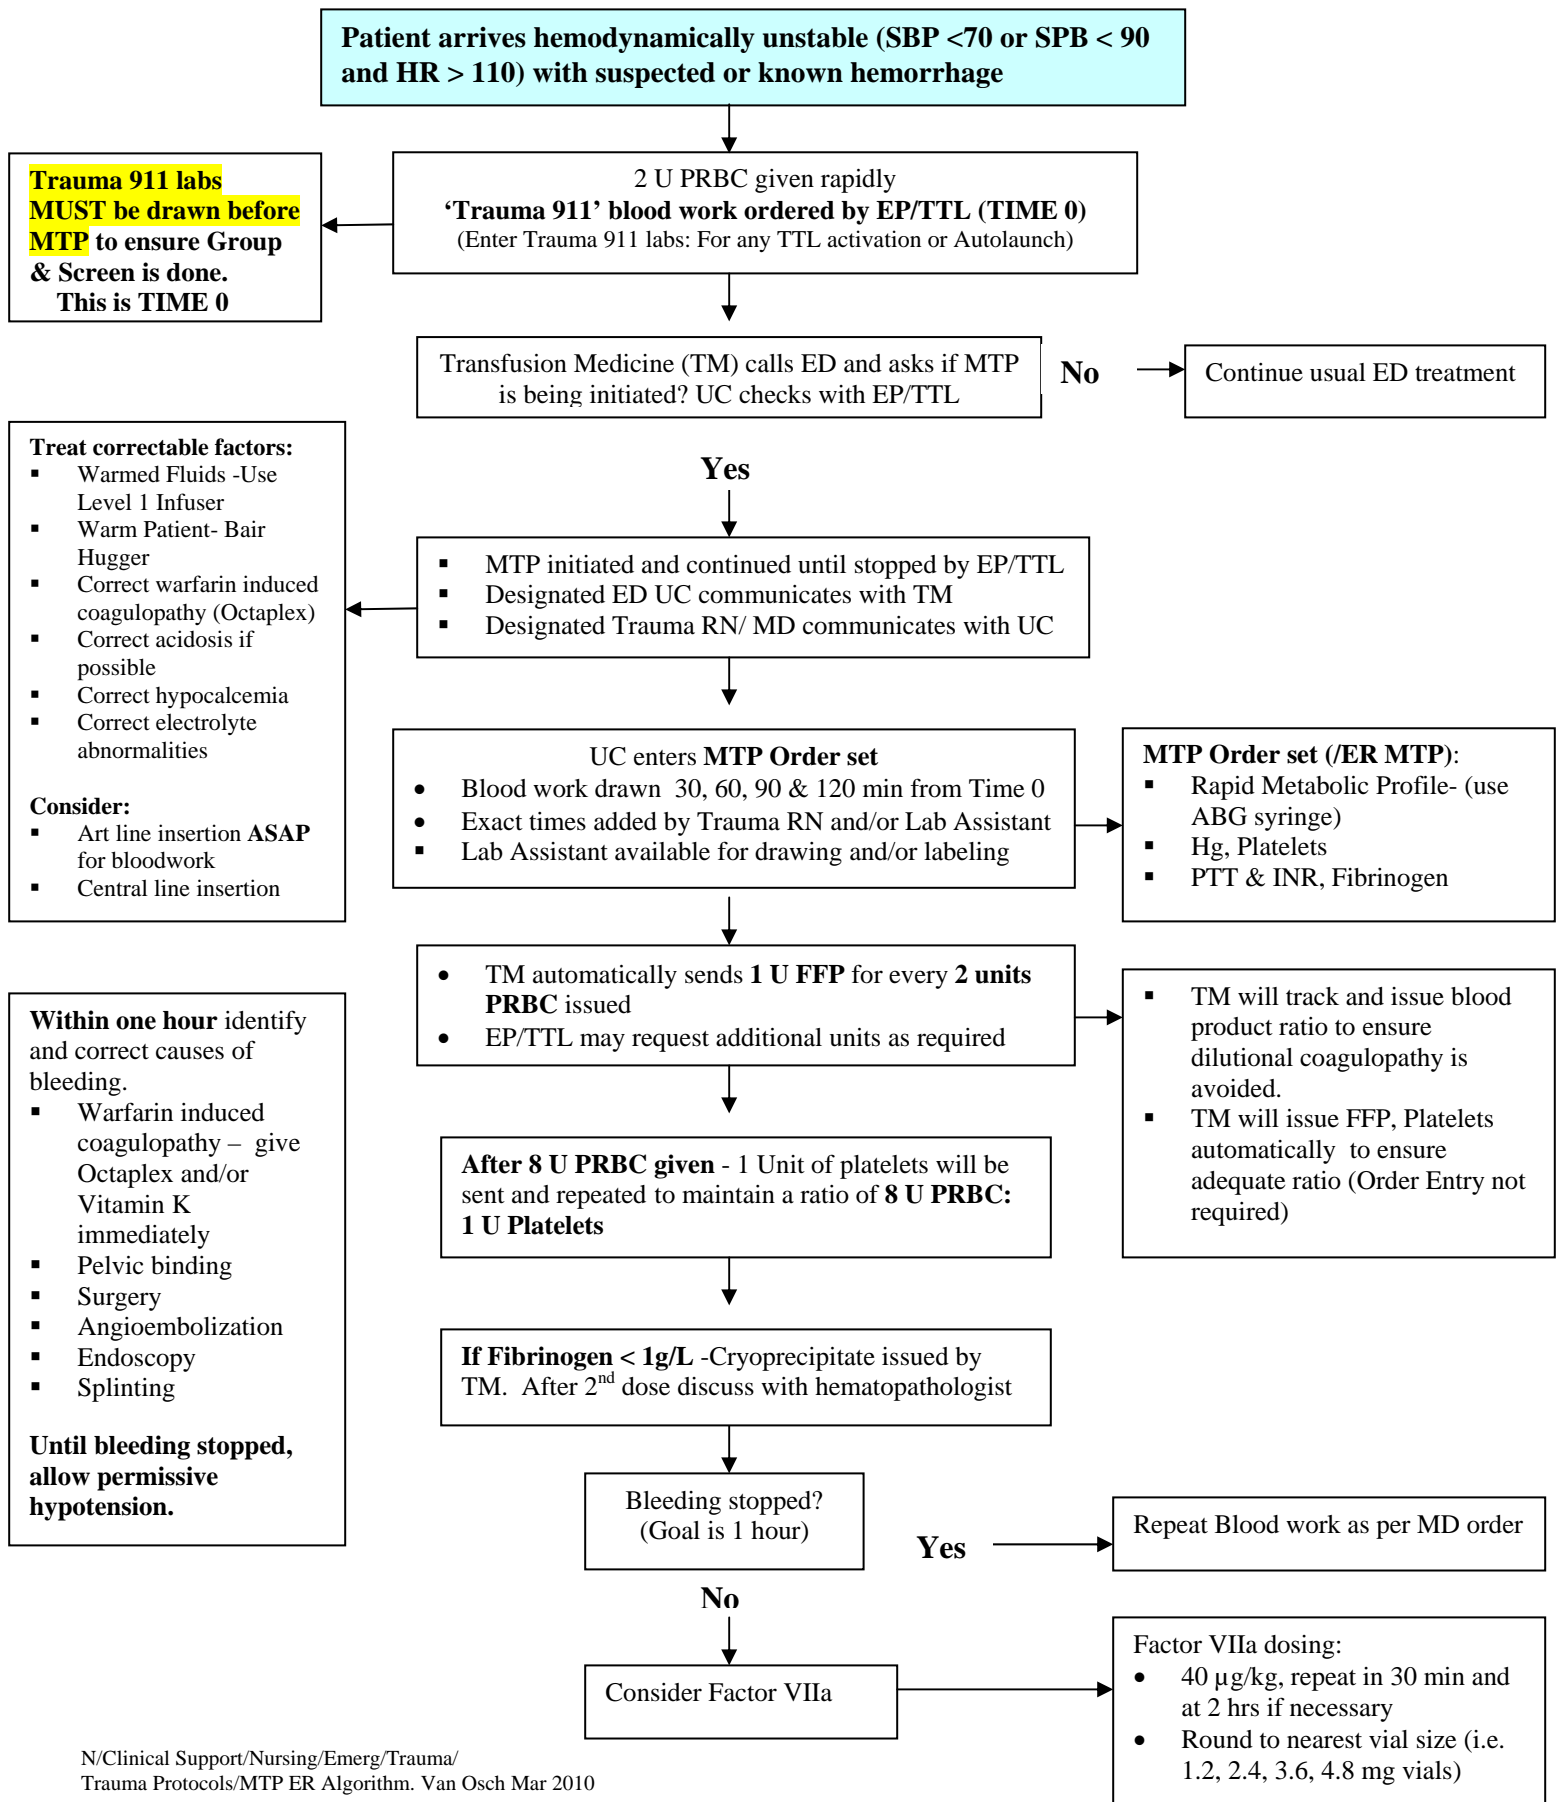 Patient arrives hemodynamically unstable (SBP <70 or SPB < 90
and HR > 110) with suspected or known hemorrhage
Trauma 911 labs
MUST be drawn before
MTP to ensure Group
& Screen is done.
This is TIME 0
2 U PRBC given rapidly
‘Trauma 911’ blood work ordered by EP/TTL (TIME 0)
(Enter Trauma 911 labs: For any TTL activation or Autolaunch)
Transfusion Medicine (TM) calls ED and asks if MTP
is being initiated? UC checks with EP/TTL
No
Continue usual ED treatment
Yes
Treat correctable factors:
▪ Warmed Fluids -Use
Level 1 Infuser
▪ Warm Patient- Bair
Hugger
▪ Correct warfarin induced
coagulopathy (Octaplex)
▪ Correct acidosis if
possible
▪ Correct hypocalcemia
▪ Correct electrolyte
abnormalities
Consider:
▪ Art line insertion ASAP
for bloodwork
▪ Central line insertion
▪ MTP initiated and continued until stopped by EP/TTL
▪ Designated ED UC communicates with TM
▪ Designated Trauma RN/ MD communicates with UC
UC enters MTP Order set
• Blood work drawn 30, 60, 90 & 120 min from Time 0
• Exact times added by Trauma RN and/or Lab Assistant
▪ Lab Assistant available for drawing and/or labeling
MTP Order set (/ER MTP):
▪ Rapid Metabolic Profile- (use
ABG syringe)
▪ Hg, Platelets
▪ PTT & INR, Fibrinogen
• TM automatically sends 1 U FFP for every 2 units
PRBC issued
• EP/TTL may request additional units as required
▪ TM will track and issue blood
product ratio to ensure
dilutional coagulopathy is
avoided.
▪ TM will issue FFP, Platelets
automatically to ensure
adequate ratio (Order Entry not
required)
Within one hour identify
and correct causes of
bleeding.
▪ Warfarin induced
coagulopathy – give
Octaplex and/or
Vitamin K
immediately
▪ Pelvic binding
▪ Surgery
▪ Angioembolization
▪ Endoscopy
▪ Splinting
Until bleeding stopped,
allow permissive
hypotension.
After 8 U PRBC given - 1 Unit of platelets will be
sent and repeated to maintain a ratio of 8 U PRBC:
1 U Platelets
If Fibrinogen < 1g/L -Cryoprecipitate issued by
TM. After 2nd dose discuss with hematopathologist
Bleeding stopped?
(Goal is 1 hour)
Yes
Repeat Blood work as per MD order
No
Consider Factor VIIa
Factor VIIa dosing:
• 40 µg/kg, repeat in 30 min and
at 2 hrs if necessary
• Round to nearest vial size (i.e.
1.2, 2.4, 3.6, 4.8 mg vials)
N/Clinical Support/Nursing/Emerg/Trauma/
Trauma Protocols/MTP ER Algorithm. Van Osch Mar 2010